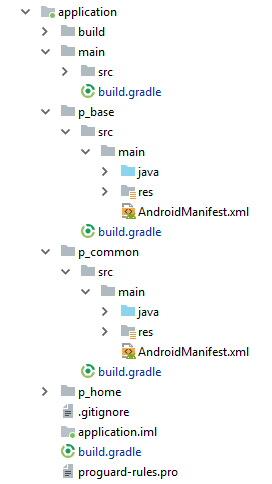 application
build
main
src
build.gradle
p_base
src
main
java
res
AndroidManifest.xml
build.gradle
p_common
src
main
java
res
AndroidManifest.xml
build.gradle
p_home
.gitignore
application.iml
build.gradle
proguard-rules.pro